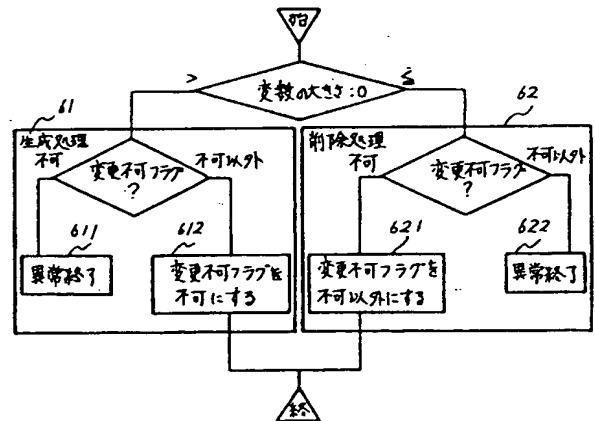 始
変数の大きさ:0
>
≦
61
62
生成処理
不可
変更不可フラグ
?
不可以外
611
異常終了
612
変更不可フラグを
不可にする
削除処理
不可
変更不可フラグ
?
不可以外
621
変更不可フラグを
不可以外にする
622
異常終了
終